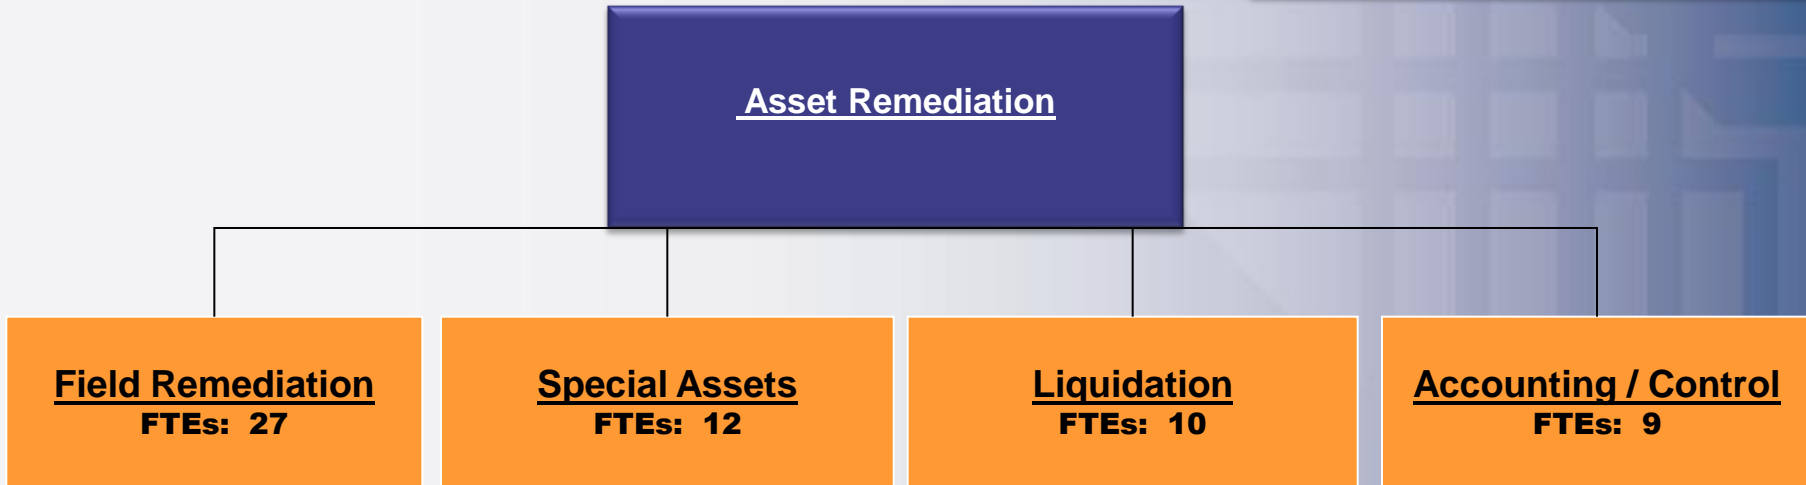 Asset Remediation
Field Remediation
FTEs: 27
Special Assets
FTEs: 12
Liquidation
FTEs: 10
Accounting / Control
FTEs: 9